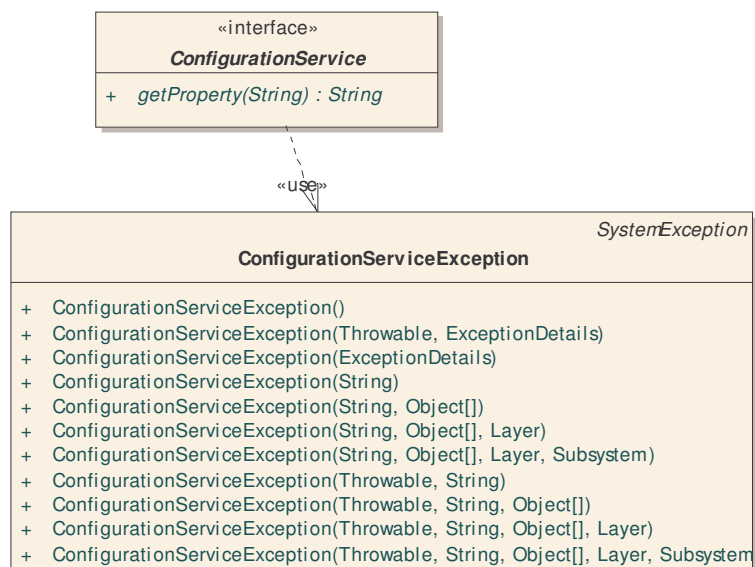 «interface»
ConfigurationService
+ getProperty(String) : String
«use»
SystemException
ConfigurationServiceException
+ ConfigurationServiceException()
+ ConfigurationServiceException(Throwable, ExceptionDetails)
+ ConfigurationServiceException(ExceptionDetails)
+ ConfigurationServiceException(String)
+ ConfigurationServiceException(String, Object[])
+ ConfigurationServiceException(String, Object[], Layer)
+ ConfigurationServiceException(String, Object[], Layer, Subsystem)
+ ConfigurationServiceException(Throwable, String)
+ ConfigurationServiceException(Throwable, String, Object[])
+ ConfigurationServiceException(Throwable, String, Object[], Layer)
+ ConfigurationServiceException(Throwable, String, Object[], Layer, Subsystem